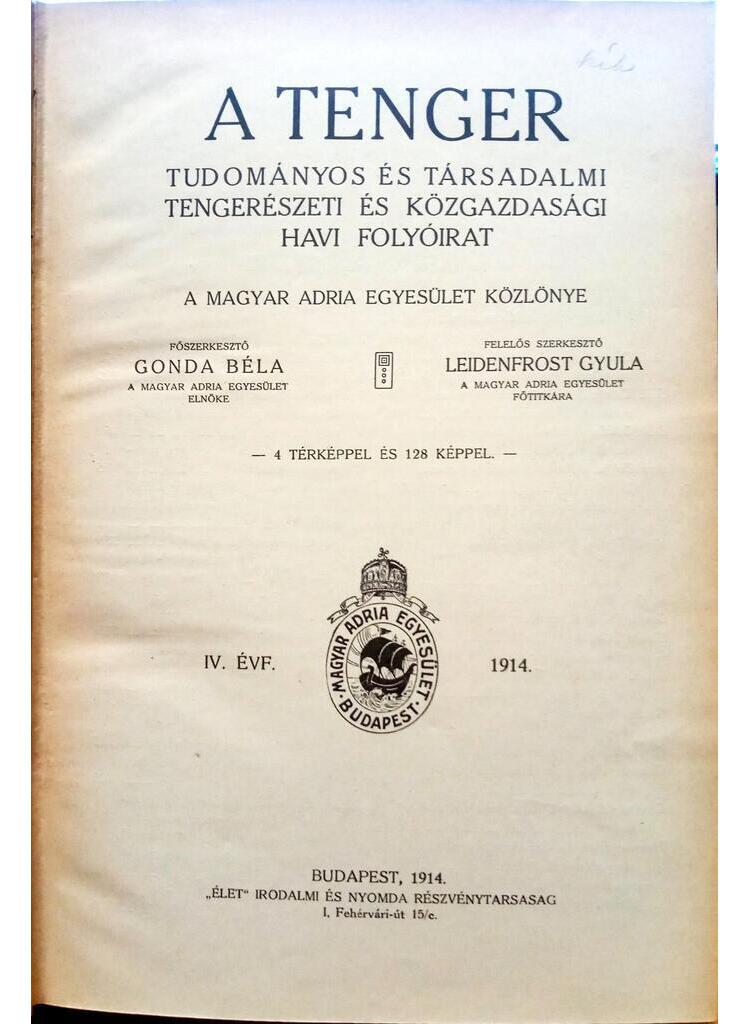 A TENGER
TUDOMÁNYOS ÉS TÁRSADALMI
TENGERÉSZETI ÉS KÖZGAZDASÁGI
HAVI FOLYÓIRAT
A MAGYAR ADRIA EGYESÜLET KÖZLÖNYE
FŐSZERKESZTŐ
GONDA BÉLA
A MAGYAR ADRIA EGYESÜLET
ELNÖKE
FELELŐS SZERKESZTŐ
LEIDENFROST GYULA
A MAGYAR ADRIA EGYESÜLET
FŐTITKÁRA
— 4 TÉRKÉPPEL ÉS 128 KÉPPEL. —
IV. ÉVF.
MAGYAR ADRIA EGYESÜLET
BUDAPEST
1914.
BUDAPEST, 1914.
„ÉLET“ IRODALMI ÉS NYOMDA RÉSZVÉNYTARSASAG
I, Fehérvári-út 15/c.